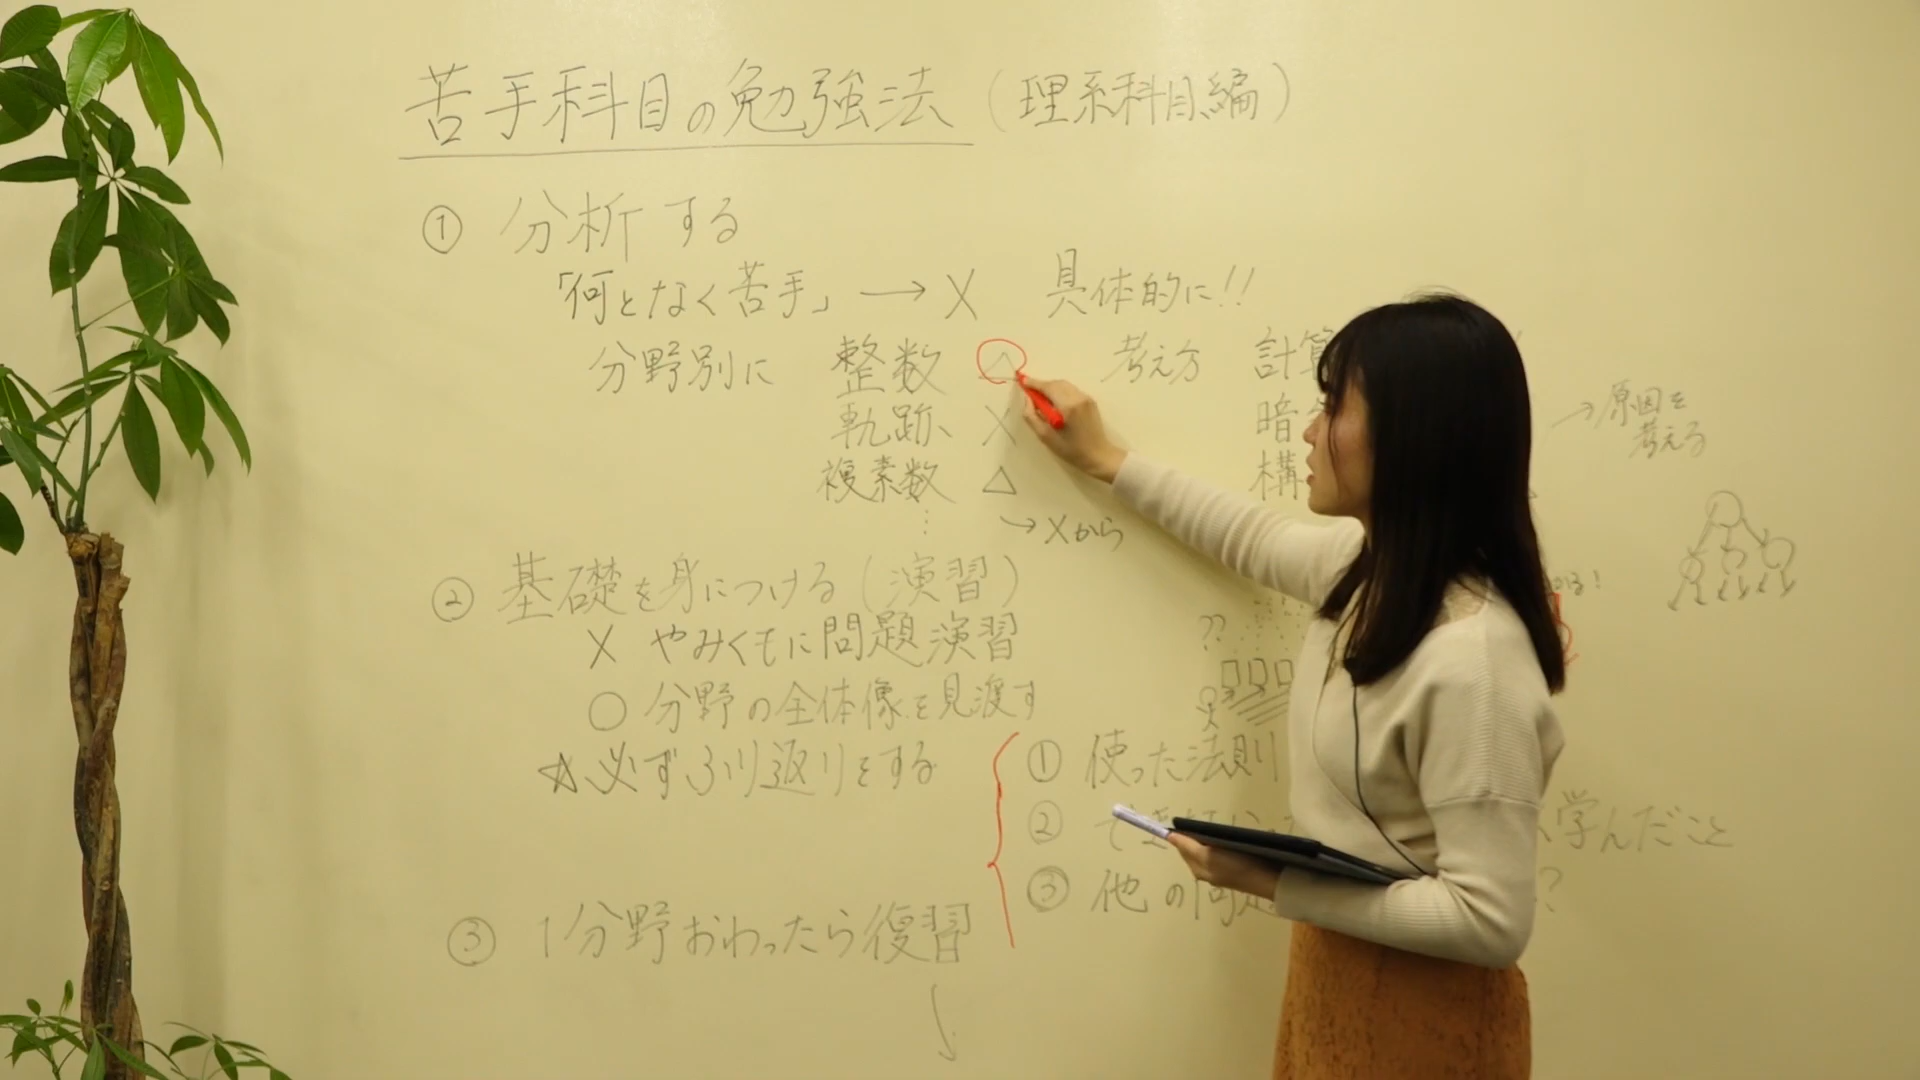 苦手科目の勉強法(理系科目編)
① 分析する
「何となく苦手」→ X 具体的に!!
分野別に 整数 △ 考え方 計算
軌跡 X 暗
複素数 △ 構
→原因を
考える
⋮ →Xから
② 基礎を身につける(演習)
X やみくもに問題演習
??
○ 分野の全体像を見渡す
☆必ずふり返りをする
① 使った法則
② て 学んだこと
③ 他の問題 ?
③ 1分野おわったら復習
↓